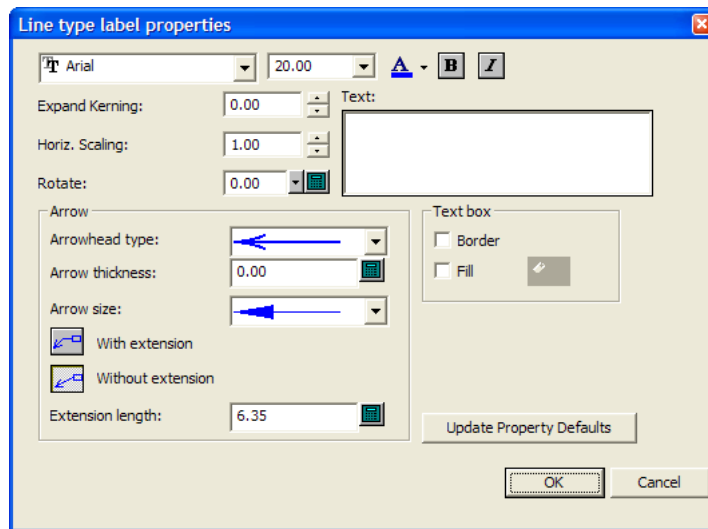 Line type label properties
Arial 20.00 A B I
Expand Kerning: 0.00 Text:
Horiz. Scaling: 1.00
Rotate: 0.00
Arrow Text box
Arrowhead type: Border
Arrow thickness: 0.00 Fill
Arrow size:
With extension
Without extension
Extension length: 6.35
Update Property Defaults
OK Cancel